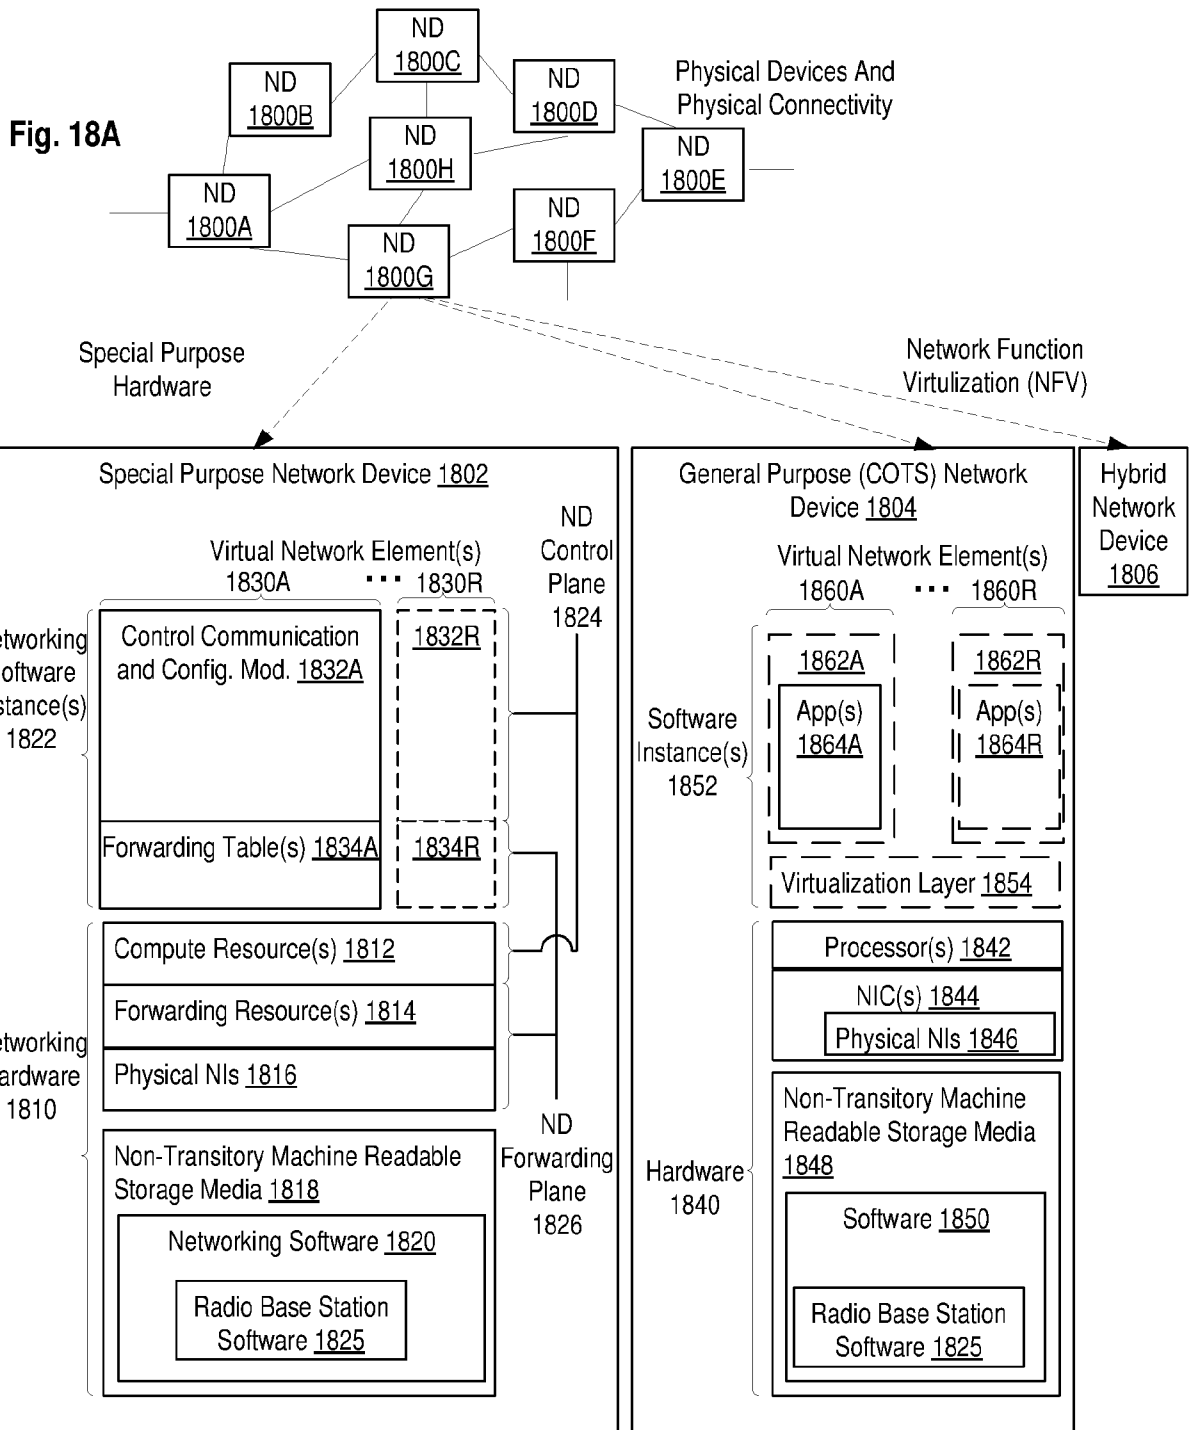 Fig. 18A
ND
1800C
ND
1800B
ND
1800D
Physical Devices And
Physical Connectivity
ND
1800H
ND
1800E
ND
1800A
ND
1800F
ND
1800G
Special Purpose
Hardware
Network Function
Virtulization (NFV)
Special Purpose Network Device 1802
ND
Control
Plane
1824
Virtual Network Element(s)
1830A ··· 1830R
etworking
oftware
stance(s)
1822
Control Communication
and Config. Mod. 1832A
1832R
Forwarding Table(s) 1834A
1834R
etworking
ardware
1810
Compute Resource(s) 1812
Forwarding Resource(s) 1814
Physical NIs 1816
ND
Forwarding
Plane
1826
Non-Transitory Machine Readable
Storage Media 1818
Networking Software 1820
Radio Base Station
Software 1825
General Purpose (COTS) Network
Device 1804
Virtual Network Element(s)
1860A ··· 1860R
Software
Instance(s)
1852
1862A
App(s)
1864A
1862R
App(s)
1864R
Virtualization Layer 1854
Hardware
1840
Processor(s) 1842
NIC(s) 1844
Physical NIs 1846
Non-Transitory Machine
Readable Storage Media
1848
Software 1850
Radio Base Station
Software 1825
Hybrid
Network
Device
1806